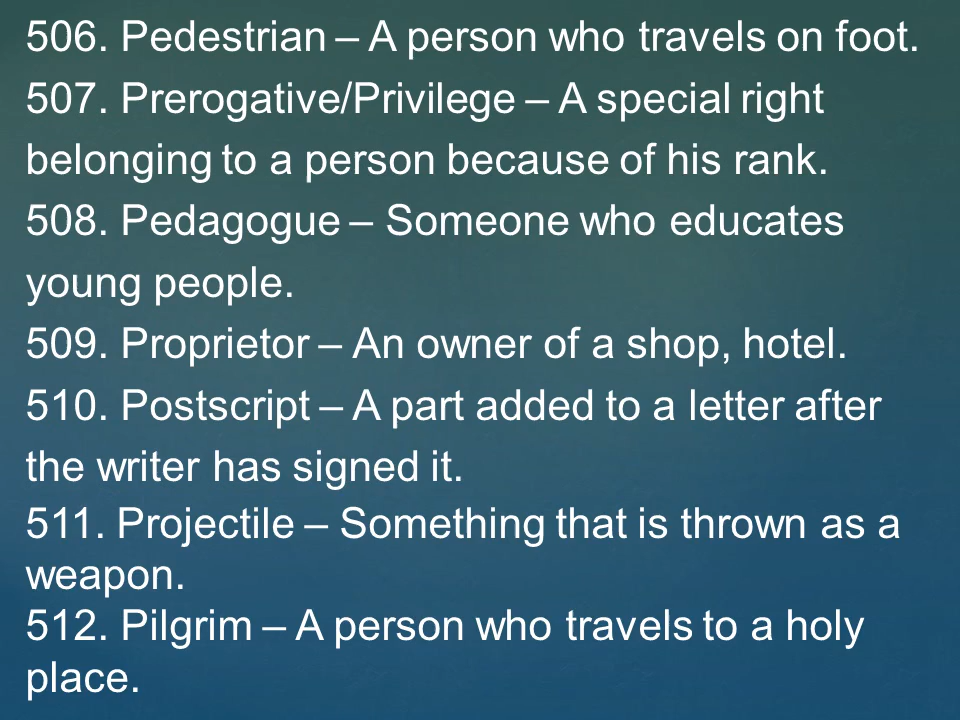 506. Pedestrian – A person who travels on foot.
507. Prerogative/Privilege – A special right
belonging to a person because of his rank.
508. Pedagogue – Someone who educates
young people.
509. Proprietor – An owner of a shop, hotel.
510. Postscript – A part added to a letter after
the writer has signed it.
511. Projectile – Something that is thrown as a
weapon.
512. Pilgrim – A person who travels to a holy
place.